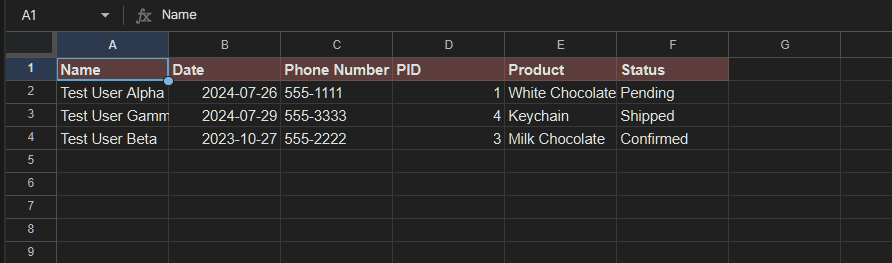 A1 fx Name
A B C D E F G
1 Name Date Phone Number PID Product Status
2 Test User Alpha 2024-07-26 555-1111 1 White Chocolate Pending
3 Test User Gamm 2024-07-29 555-3333 4 Keychain Shipped
4 Test User Beta 2023-10-27 555-2222 3 Milk Chocolate Confirmed
5
6
7
8
9